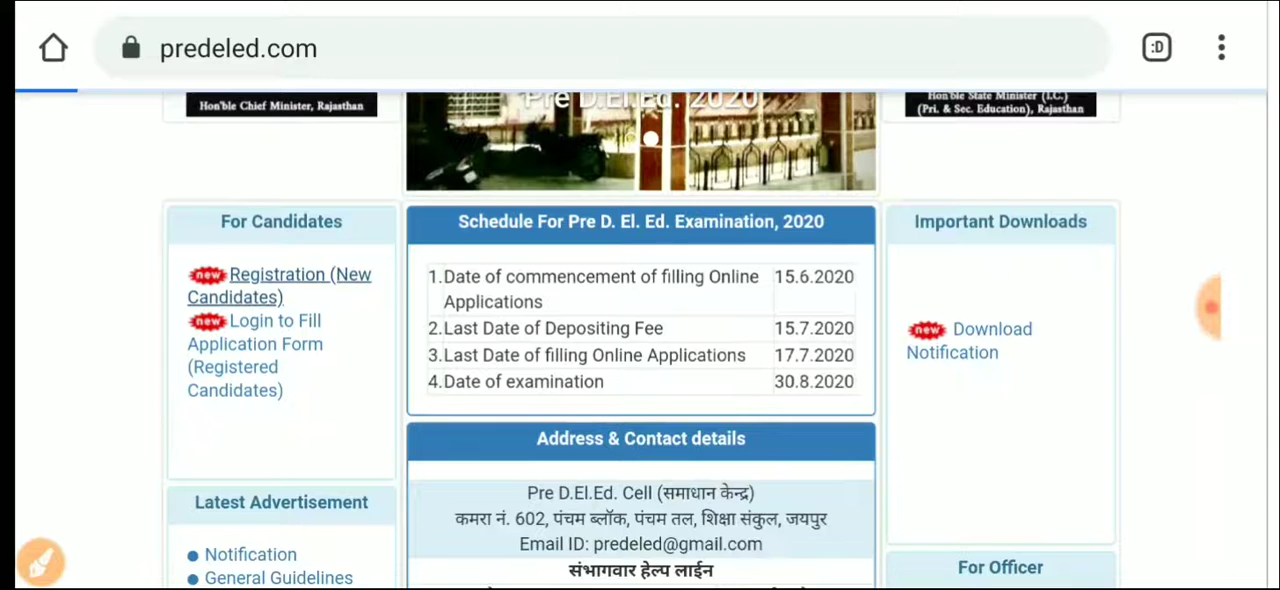 predeled.com
:D
Hon'ble Chief Minister, Rajasthan
Pre D.El.Ed. 2020
Hon'ble State Minister (I.C.)
(Pri. & Sec. Education), Rajasthan
For Candidates
new Registration (New
Candidates)
new Login to Fill
Application Form
(Registered
Candidates)
Latest Advertisement
Notification
General Guidelines
Schedule For Pre D. El. Ed. Examination, 2020
1. Date of commencement of filling Online 15.6.2020
Applications
2. Last Date of Depositing Fee 15.7.2020
3. Last Date of filling Online Applications 17.7.2020
4. Date of examination 30.8.2020
Address & Contact details
Pre D.El.Ed. Cell (समाधान केन्द्र)
कमरा नं. 602, पंचम ब्लॉक, पंचम तल, शिक्षा संकुल, जयपुर
Email ID: predeled@gmail.com
संभागवार हेल्प लाईन
Important Downloads
new Download
Notification
For Officer